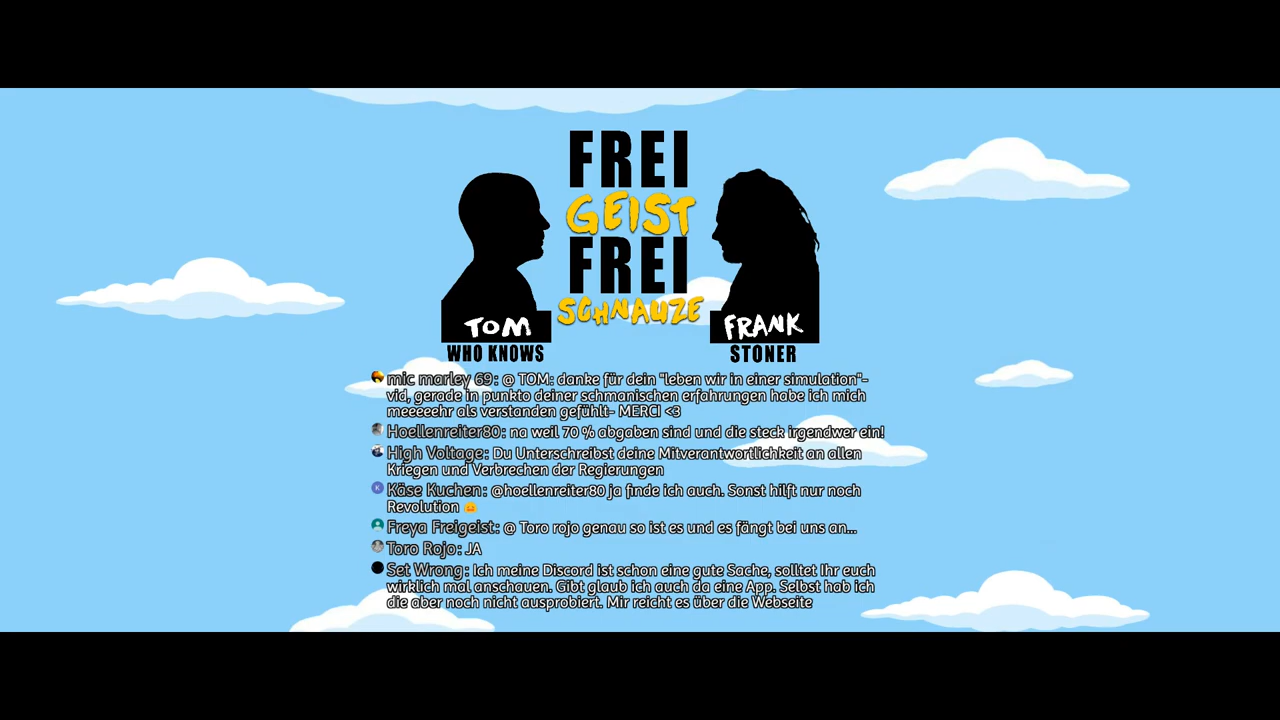 FREI
GEIST
FREI
SCHNAUZE
TOM
WHO KNOWS
FRANK
STONER
mic marley 69: @ TOM: danke für dein "leben wir in einer simulation"-
vid, gerade in punkto deiner schmanischen erfahrungen habe ich mich
meeeeehr als verstanden gefühlt- MERCI <3
Hoellenreiter80: na weil 70 % abgaben sind und die steck irgendwer ein!
High Voltage: Du Unterschreibst deine Mitverantwortlichkeit an allen
Kriegen und Verbrechen der Regierungen
K
Käse Kuchen: @hoellenreiter80 ja finde ich auch. Sonst hilft nur noch
Revolution 😀
Freya Freigeist: @ Toro rojo genau so ist es und es fängt bei uns an...
Toro Rojo: JA
Set Wrong: Ich meine Discord ist schon eine gute Sache, solltet Ihr euch
wirklich mal anschauen. Gibt glaub ich auch da eine App. Selbst hab ich
die aber noch nicht ausprobiert. Mir reicht es über die Webseite